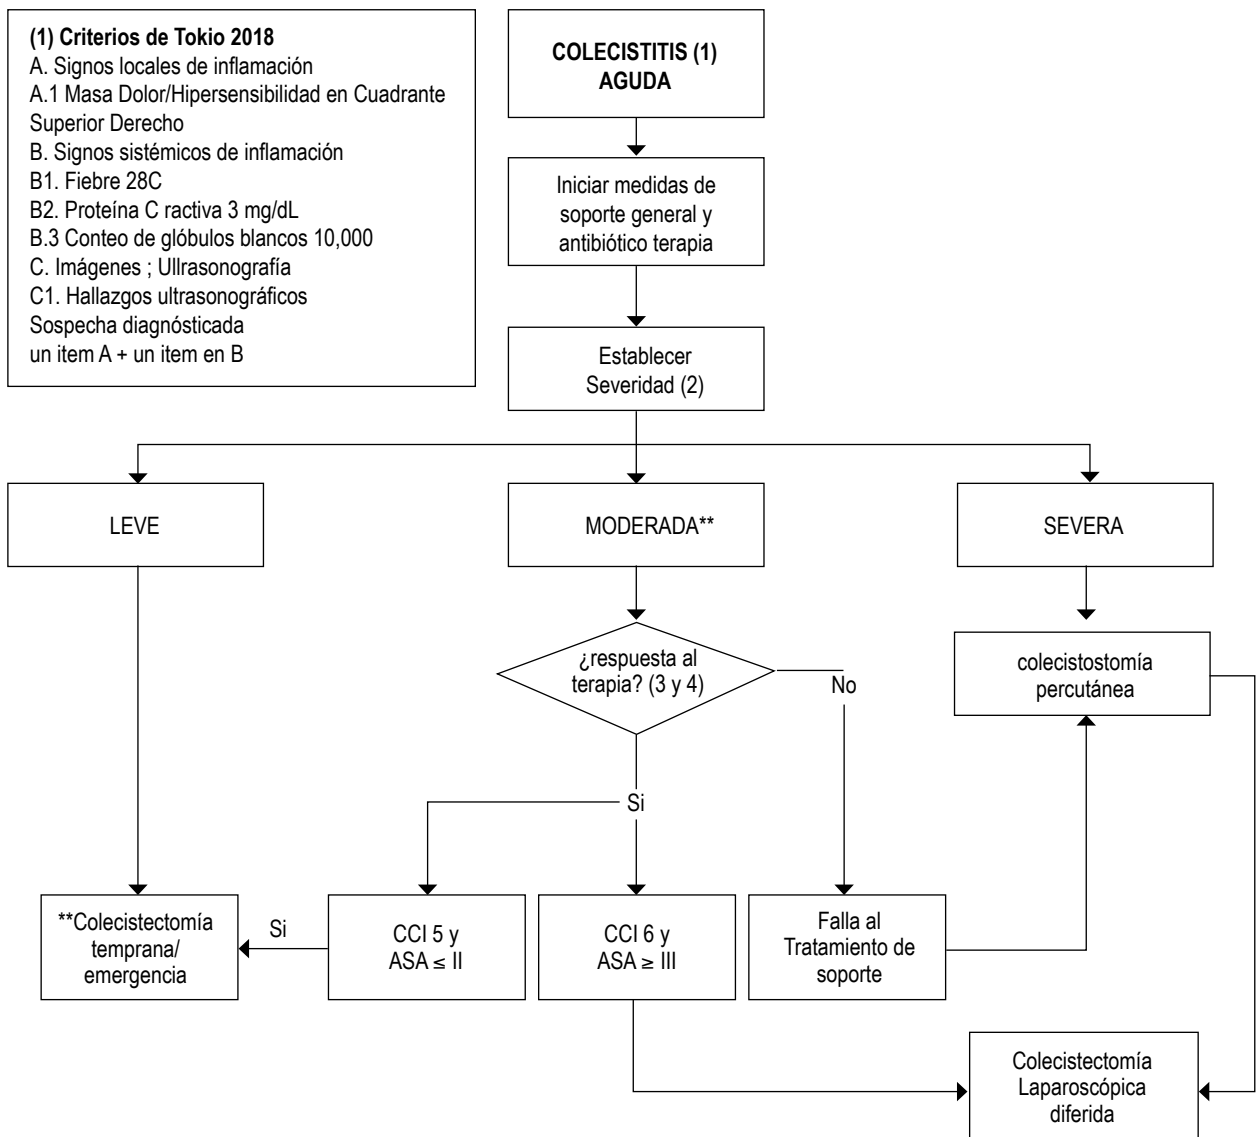 (1) Criterios de Tokio 2018
A. Signos locales de inflamación
A.1 Masa Dolor/Hipersensibilidad en Cuadrante
Superior Derecho
B. Signos sistémicos de inflamación
B1. Fiebre 28C
B2. Proteína C ractiva 3 mg/dL
B.3 Conteo de glóbulos blancos 10,000
C. Imágenes ; Ullrasonografía
C1. Hallazgos ultrasonográficos
Sospecha diagnósticada
un item A + un item en B
COLECISTITIS (1)
AGUDA
Iniciar medidas de
soporte general y
antibiótico terapia
Establecer
Severidad (2)
LEVE
MODERADA**
SEVERA
¿respuesta al
terapia? (3 y 4)
No
colecistostomía
percutánea
Si
**Colecistectomía
temprana/
emergencia
Si
CCI 5 y
ASA ≤ II
CCI 6 y
ASA ≥ III
Falla al
Tratamiento de
soporte
Colecistectomía
Laparoscópica
diferida